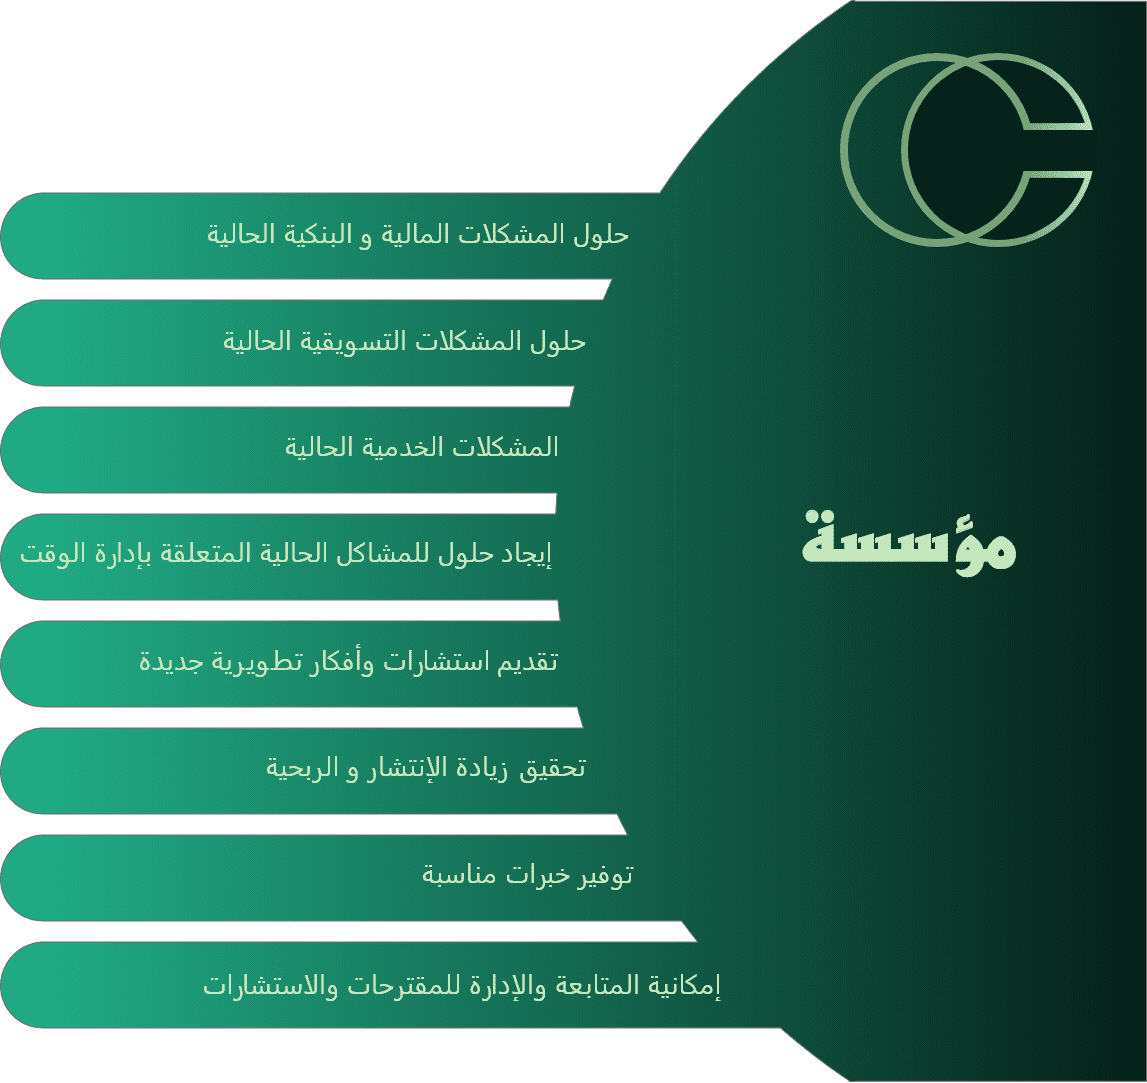 حلول المشكلات المالية و البنكية الحالية
حلول المشكلات التسويقية الحالية
المشكلات الخدمية الحالية
مؤسسة
إيجاد حلول للمشاكل الحالية المتعلقة بإدارة الوقت
تقديم استشارات وأفكار تطويرية جديدة
تحقيق زيادة الإنتشار و الربحية
توفير خبرات مناسبة
إمكانية المتابعة والإدارة للمقترحات والاستشارات